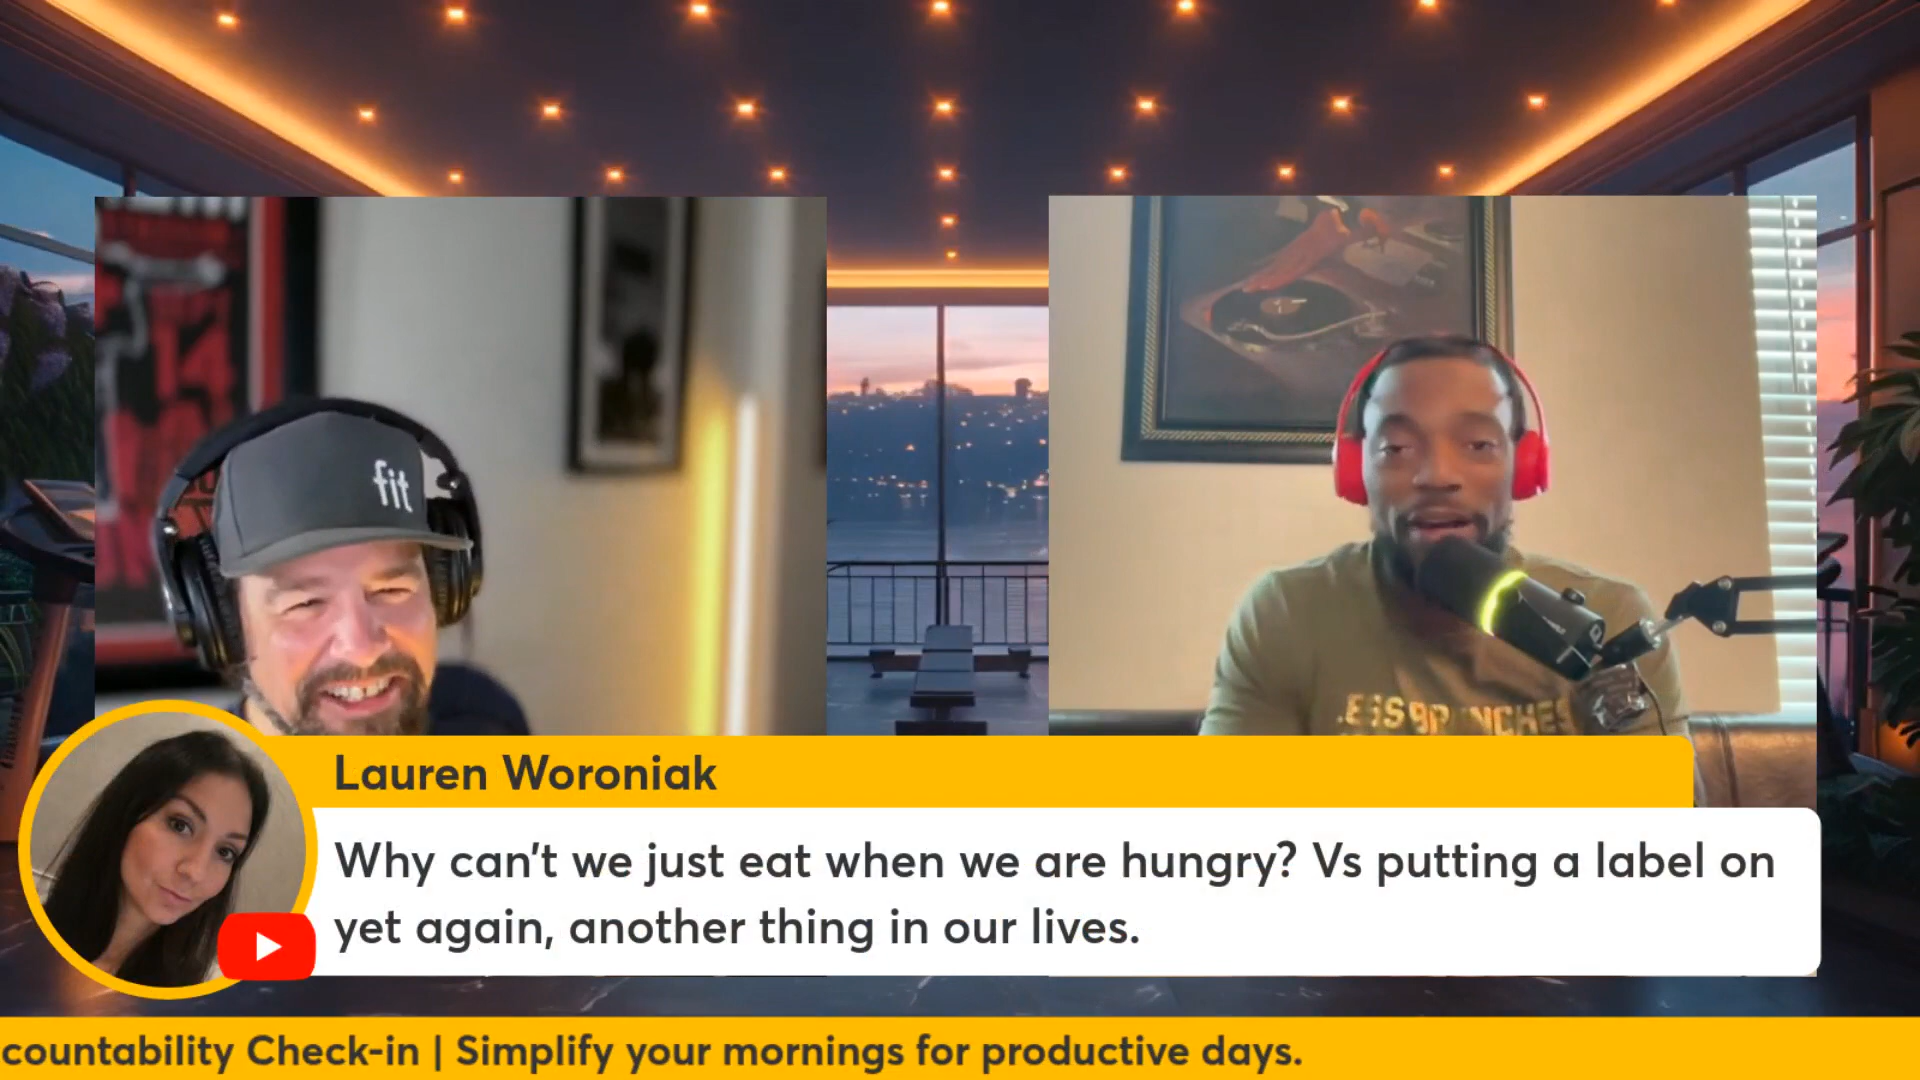 14
fit
Lauren Woroniak
Why can't we just eat when we are hungry? Vs putting a label on
yet again, another thing in our lives.
countability Check-in | Simplify your mornings for productive days.